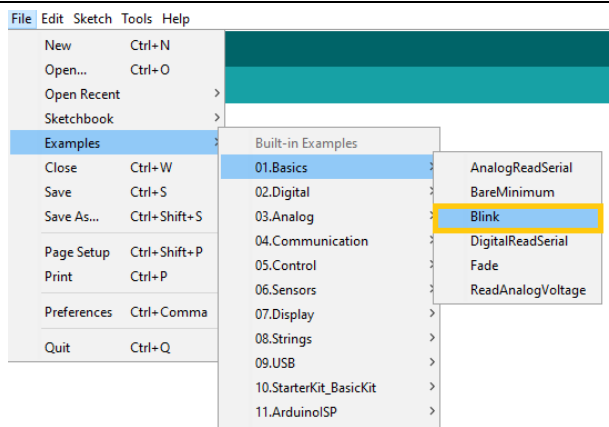 File Edit Sketch Tools Help
New Ctrl+N
Open... Ctrl+O
Open Recent >
Sketchbook >
Examples >
Close Ctrl+W
Save Ctrl+S
Save As... Ctrl+Shift+S
Page Setup Ctrl+Shift+P
Print Ctrl+P
Preferences Ctrl+Comma
Quit Ctrl+Q
Built-in Examples
01.Basics >
02.Digital >
03.Analog >
04.Communication >
05.Control >
06.Sensors >
07.Display >
08.Strings >
09.USB >
10.StarterKit_BasicKit >
11.ArduinoISP >
AnalogReadSerial
BareMinimum
Blink
DigitalReadSerial
Fade
ReadAnalogVoltage